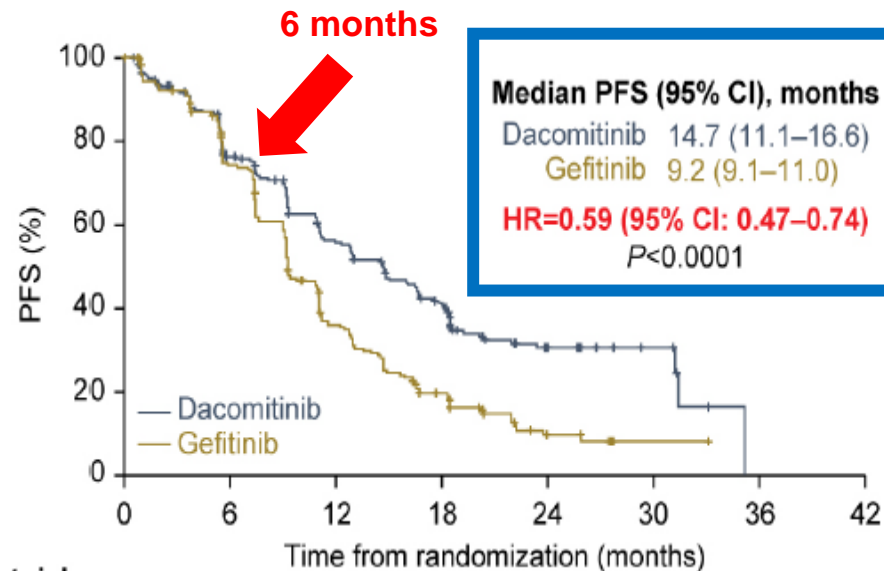 6 months
Median PFS (95% CI), months
Dacomitinib 14.7 (11.1–16.6)
Gefitinib 9.2 (9.1–11.0)
HR=0.59 (95% CI: 0.47–0.74)
P<0.0001
PFS (%)
100
80
60
40
20
0
Dacomitinib
Gefitinib
0 6 12 18 24 30 36 42
Time from randomization (months)